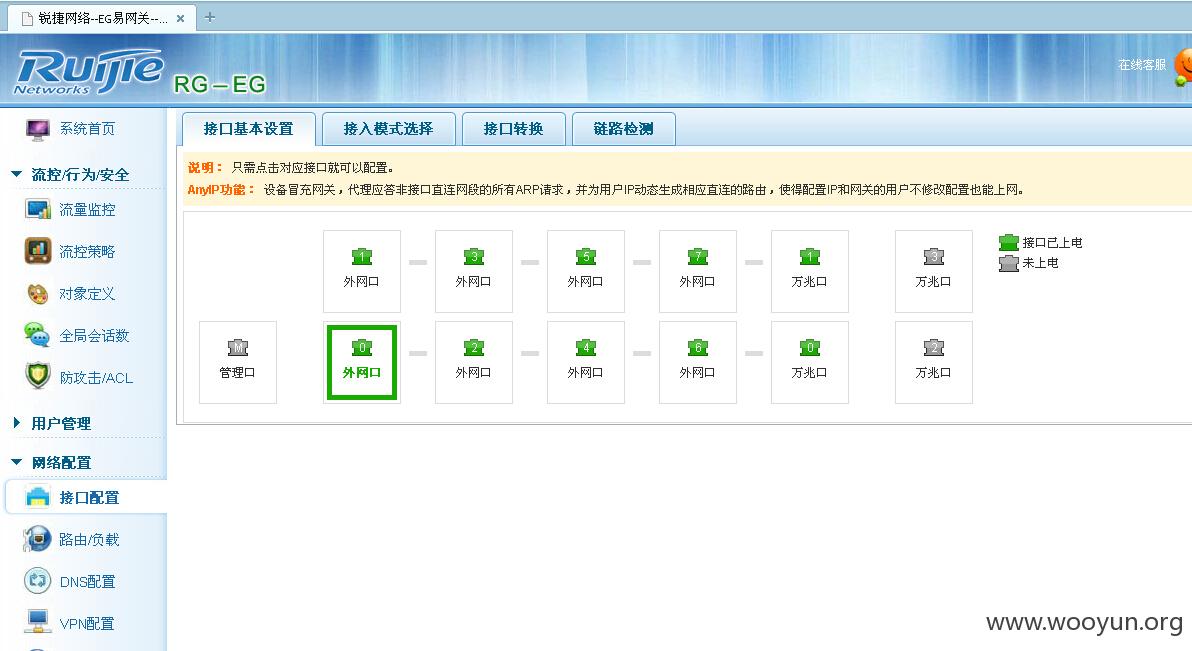 锐捷网络--EG易网关--...
RUIJIE
Networks
RG-EG
在线客服
系统首页
流控/行为/安全
流量监控
流控策略
对象定义
全局会话数
防攻击/ACL
用户管理
网络配置
接口配置
路由/负载
DNS配置
VPN配置
接口基本设置
接入模式选择
接口转换
链路检测
说明： 只需点击对应接口就可以配置。
AnyIP功能： 设备冒充网关，代理应答非接口直连网段的所有ARP请求，并为用户IP动态生成相应直连的路由，使得配置IP和网关的用户不修改配置也能上网。
1 3 5 7 1 3
外网口 外网口 外网口 外网口 万兆口 万兆口
接口已上电
未上电
M 0 2 4 6 0 2
管理口 外网口 外网口 外网口 外网口 万兆口 万兆口
www.wooyun.org